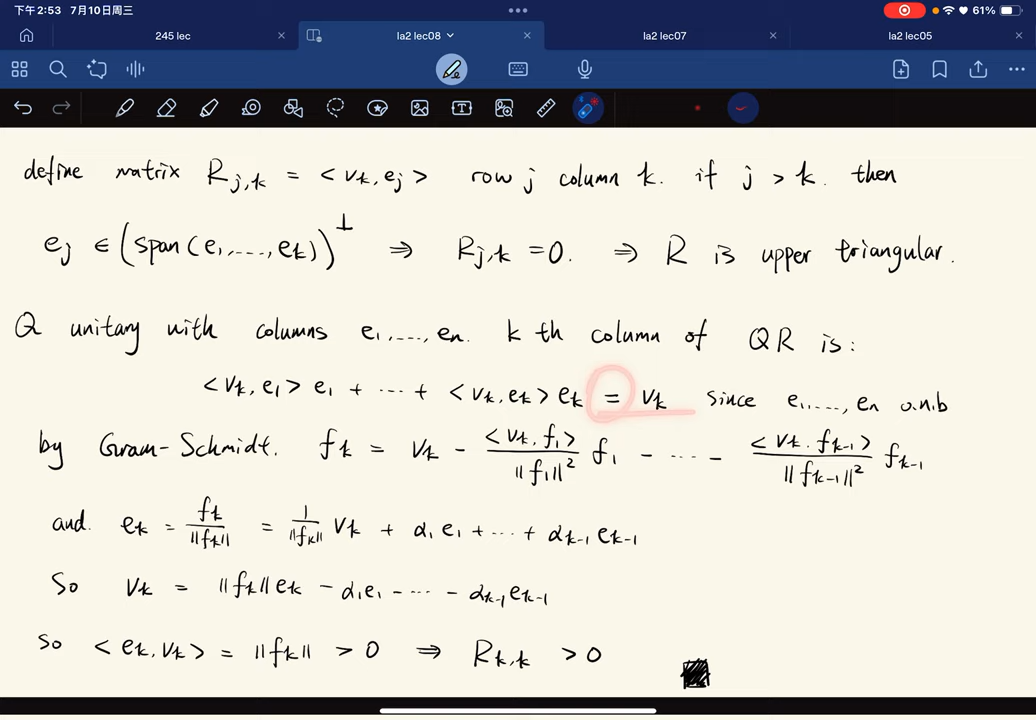 下午2:53 7月10日周三
61%
245 lec
la2 lec08
la2 lec07
la2 lec05
define matrix R_{j,k} = <v_k, e_j> row j column k. if j > k. then
e_j ∈ (span(e_1, ..., e_k))^⊥ ⇒ R_{j,k} = 0. ⇒ R is upper triangular.
Q unitary with columns e_1, ..., e_n. k th column of QR is:
<v_k, e_1> e_1 + ... + <v_k, e_k> e_k = v_k since e_1, ..., e_n o.n.b
by Gram-Schmidt. f_k = v_k - <v_k, f_1>/||f_1||^2 f_1 - ... - <v_k, f_{k-1}>/||f_{k-1}||^2 f_{k-1}
and. e_k = f_k/||f_k|| = 1/||f_k|| v_k + α_1 e_1 + ... + α_{k-1} e_{k-1}
So v_k = ||f_k|| e_k - α_1 e_1 - ... - α_{k-1} e_{k-1}
So <e_k, v_k> = ||f_k|| > 0 ⇒ R_{k,k} > 0